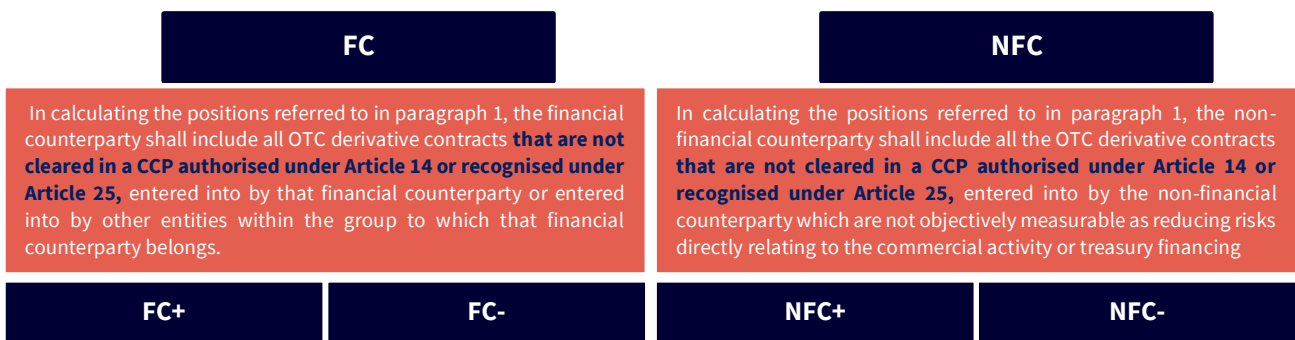 FC
In calculating the positions referred to in paragraph 1, the financial
counterparty shall include all OTC derivative contracts that are not
cleared in a CCP authorised under Article 14 or recognised under
Article 25, entered into by that financial counterparty or entered
into by other entities within the group to which that financial
counterparty belongs.
FC+
FC-
NFC
In calculating the positions referred to in paragraph 1, the non-
financial counterparty shall include all the OTC derivative contracts
that are not cleared in a CCP authorised under Article 14 or
recognised under Article 25, entered into by the non-financial
counterparty which are not objectively measurable as reducing risks
directly relating to the commercial activity or treasury financing
NFC+
NFC-